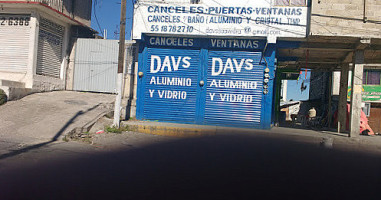 CANCELES-PUERTAS-VENTANAS
CANCELES BAÑO ALUMINIO Y CRISTAL TMP
55 18 78 27 10
CANCELES VENTANAS
DAVS DAVS
ALUMINIO ALUMINIO
Y VIDRIO Y VIDRIO